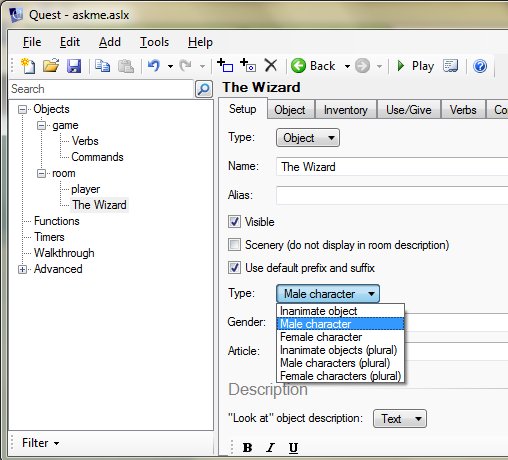 Quest - askme.aslx
File Edit Add Tools Help
Back Play
Search
Objects
game
Verbs
Commands
room
player
The Wizard
Functions
Timers
Walkthrough
Advanced
Filter
The Wizard
Setup Object Inventory Use/Give Verbs
Type: Object
Name: The Wizard
Alias:
Visible
Scenery (do not display in room description)
Use default prefix and suffix
Type: Male character
Inanimate object
Gender: Male character
Female character
Article: Inanimate objects (plural)
Male characters (plural)
Female characters (plural)
Description
"Look at" object description: Text
B I U